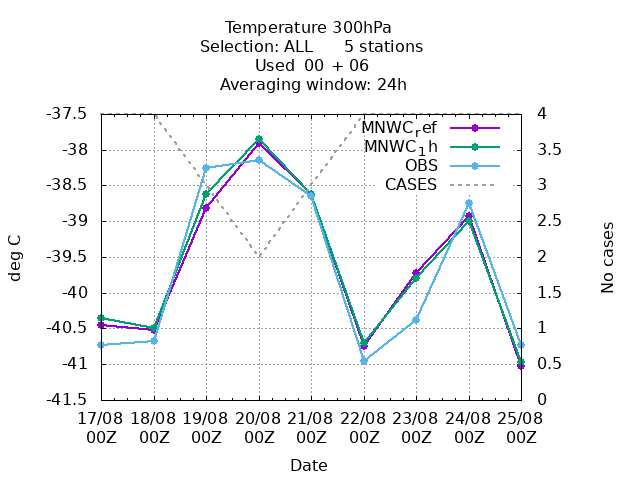 Temperature 300hPa
Selection: ALL 5 stations
Used 00 + 06
Averaging window: 24h
-37.5
-38
-38.5
-39
-39.5
-40
-40.5
-41
-41.5
4
3.5
3
2.5
2
1.5
1
0.5
0
deg C
No cases
MNWCref
MNWC1h
OBS
CASES
17/08 18/08 19/08 20/08 21/08 22/08 23/08 24/08 25/08
00Z 00Z 00Z 00Z 00Z 00Z 00Z 00Z 00Z
Date